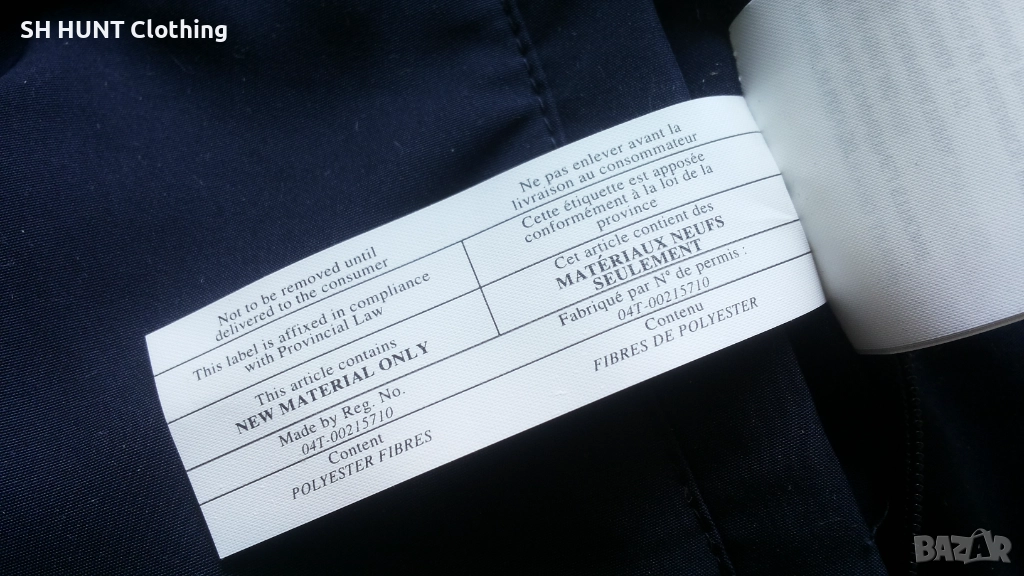 SH HUNT Clothing
Not to be removed until
delivered to the consumer
This label is affixed in compliance
with Provincial Law
This article contains
NEW MATERIAL ONLY
Made by Reg. No.
04T-00215710
Content
POLYESTER FIBRES
Ne pas enlever avant la
livraison au consommateur
Cette étiquette est apposée
conformément à la loi de la
province
Cet article contient des
MATÉRIAUX NEUFS
SEULEMENT
Fabriqué par N° de permis :
04T-00215710
Contenu
FIBRES DE POLYESTER
BAZAR